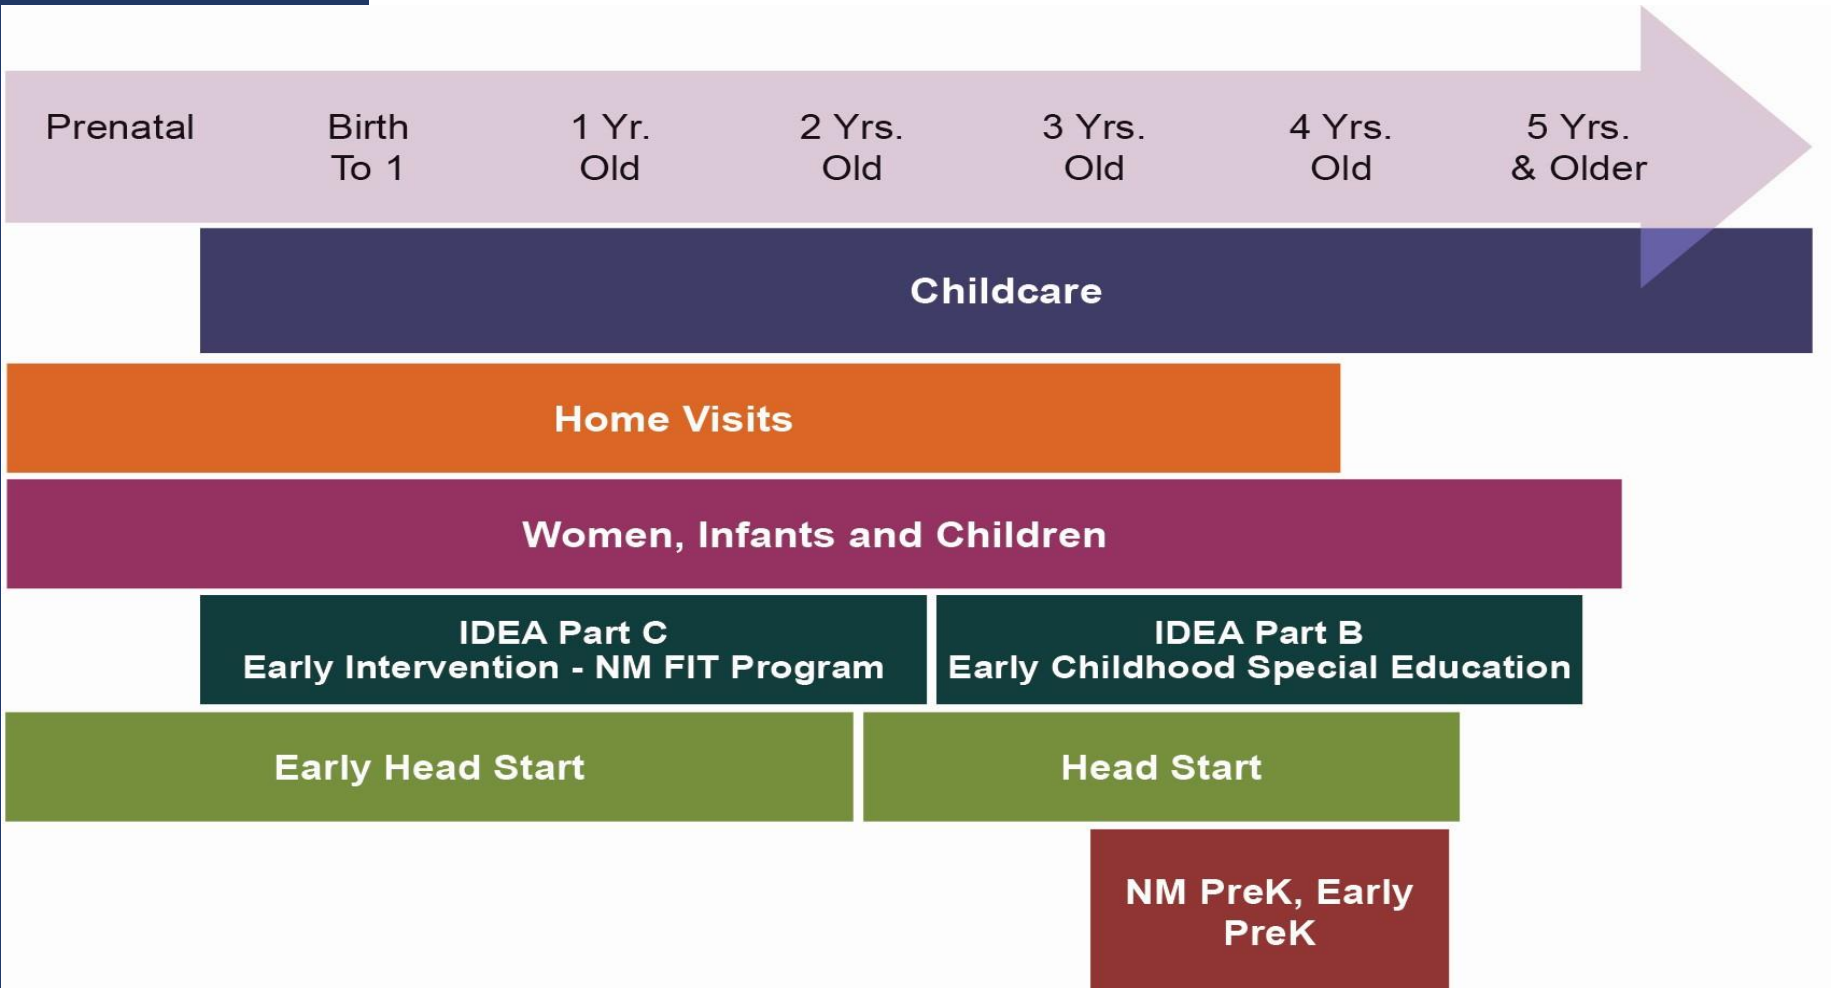 Prenatal
Birth
To 1
1 Yr.
Old
2 Yrs.
Old
3 Yrs.
Old
4 Yrs.
Old
5 Yrs.
& Older
Childcare
Home Visits
Women, Infants and Children
IDEA Part C
Early Intervention - NM FIT Program
IDEA Part B
Early Childhood Special Education
Early Head Start
Head Start
NM PreK, Early
PreK